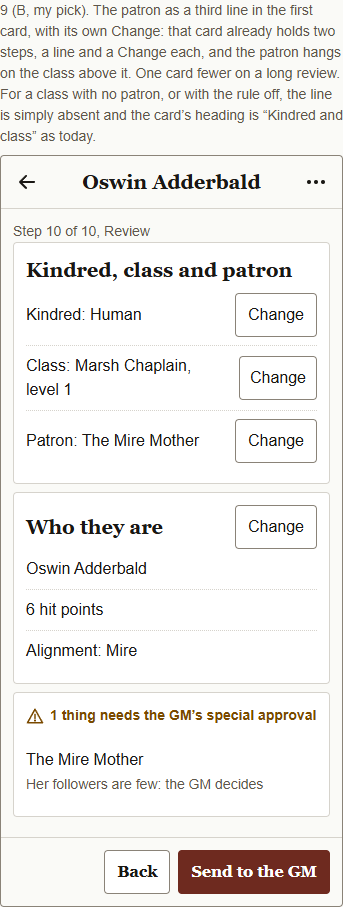 9 (B, my pick). The patron as a third line in the first
card, with its own Change: that card already holds two
steps, a line and a Change each, and the patron hangs
on the class above it. One card fewer on a long review.
For a class with no patron, or with the rule off, the line
is simply absent and the card’s heading is “Kindred and
class” as today.
Oswin Adderbald
Step 10 of 10, Review
Kindred, class and patron
Kindred: Human
Change
Class: Marsh Chaplain,
level 1
Change
Patron: The Mire Mother
Change
Who they are
Change
Oswin Adderbald
6 hit points
Alignment: Mire
1 thing needs the GM’s special approval
The Mire Mother
Her followers are few: the GM decides
Back
Send to the GM